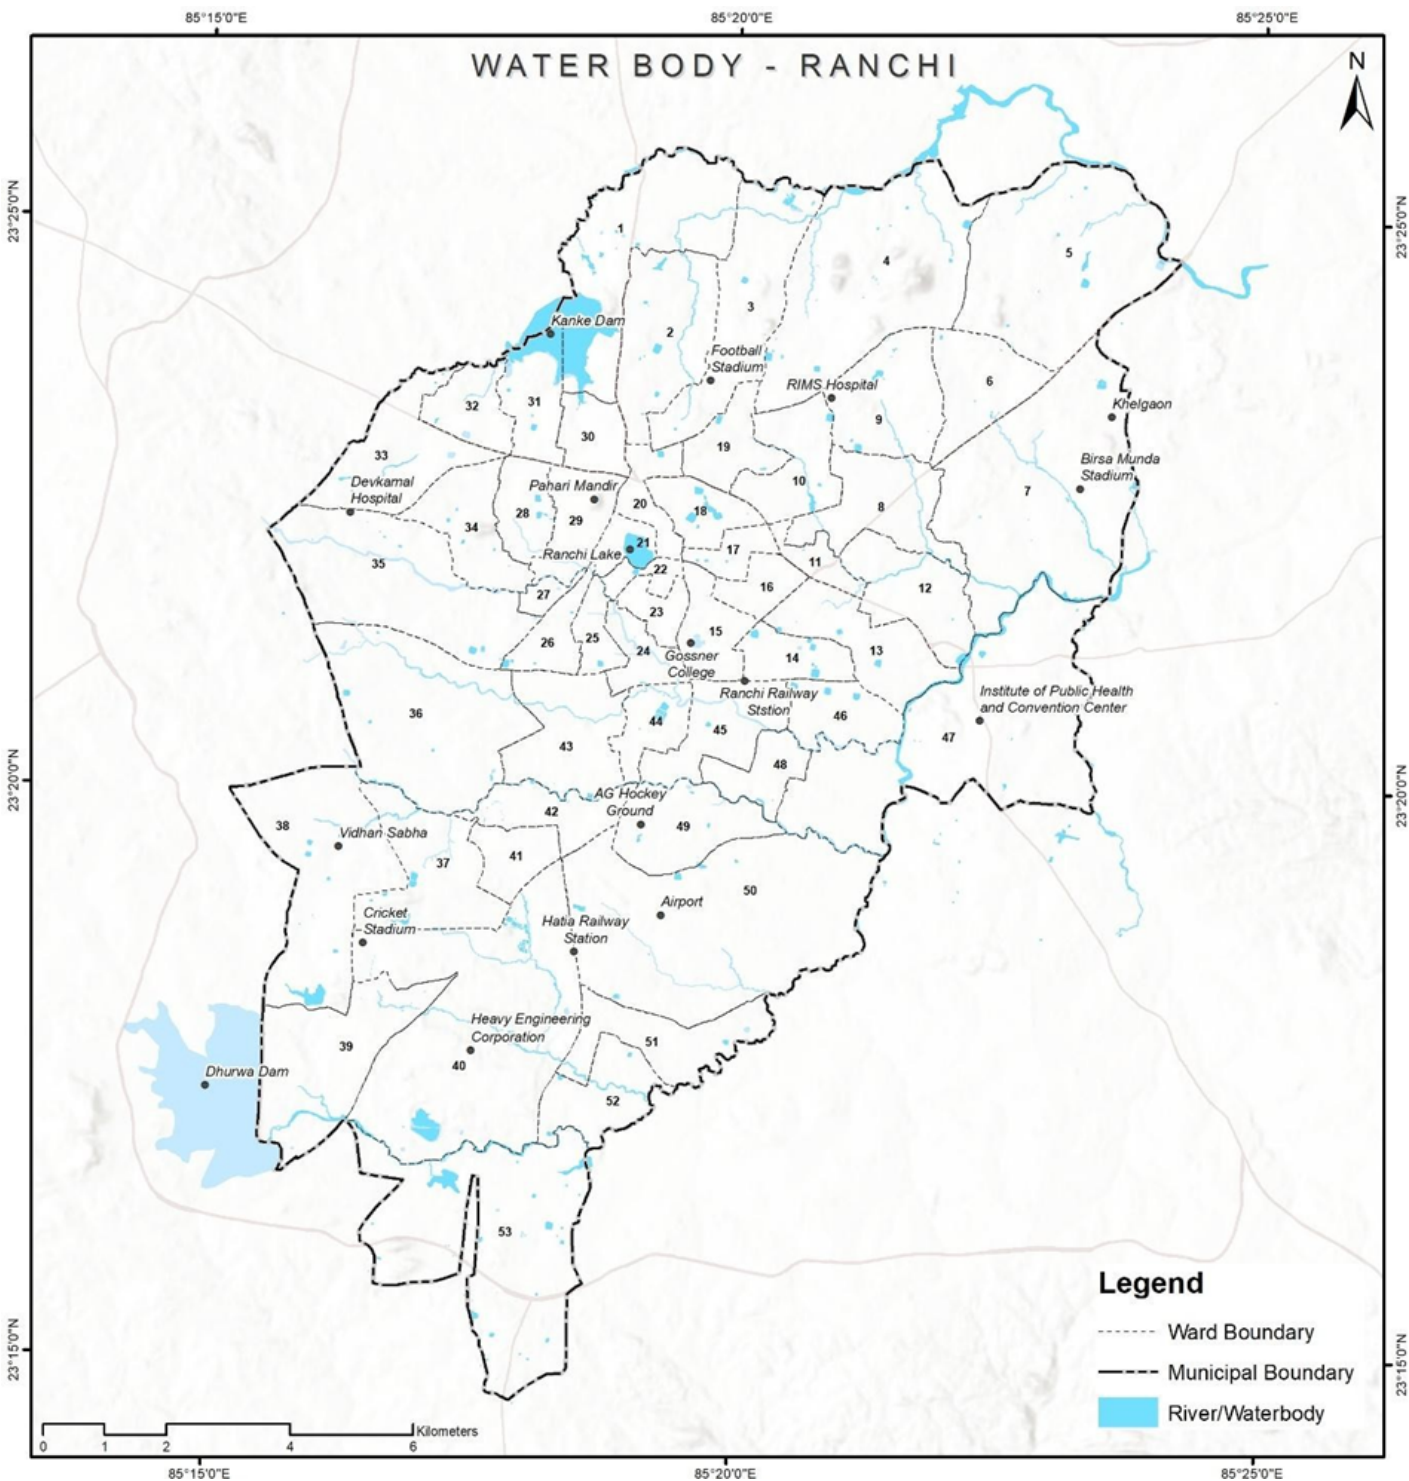 85°15'0"E
85°20'0"E
85°25'0"E
WATER BODY - RANCHI
N
23°25'0"N
23°25'0"N
1
5
4
3
Kanke Dam
2
Football
Stadium
RIMS Hospital
6
32
31
Khelgaon
9
30
19
33
Birsa Munda
Stadium
Devkamal
Hospital
Pahari Mandir
10
7
20
18
8
28
29
34
21
Ranchi Lake
17
35
22
11
16
12
27
23
15
26
25
24
Gossner
College
14
13
Ranchi Railway
Ststion
Institute of Public Health
and Convention Center
36
44
45
46
47
43
48
23°20'0"N
23°20'0"N
AG Hockey
Ground
42
38
Vidhan Sabha
49
37
41
50
Airport
Cricket
Stadium
Hatia Railway
Station
Heavy Engineering
Corporation
39
51
40
Dhurwa Dam
52
53
Legend
Ward Boundary
Municipal Boundary
River/Waterbody
23°15'0"N
23°15'0"N
Kilometers
0 1 2 4 6
85°15'0"E
85°20'0"E
85°25'0"E